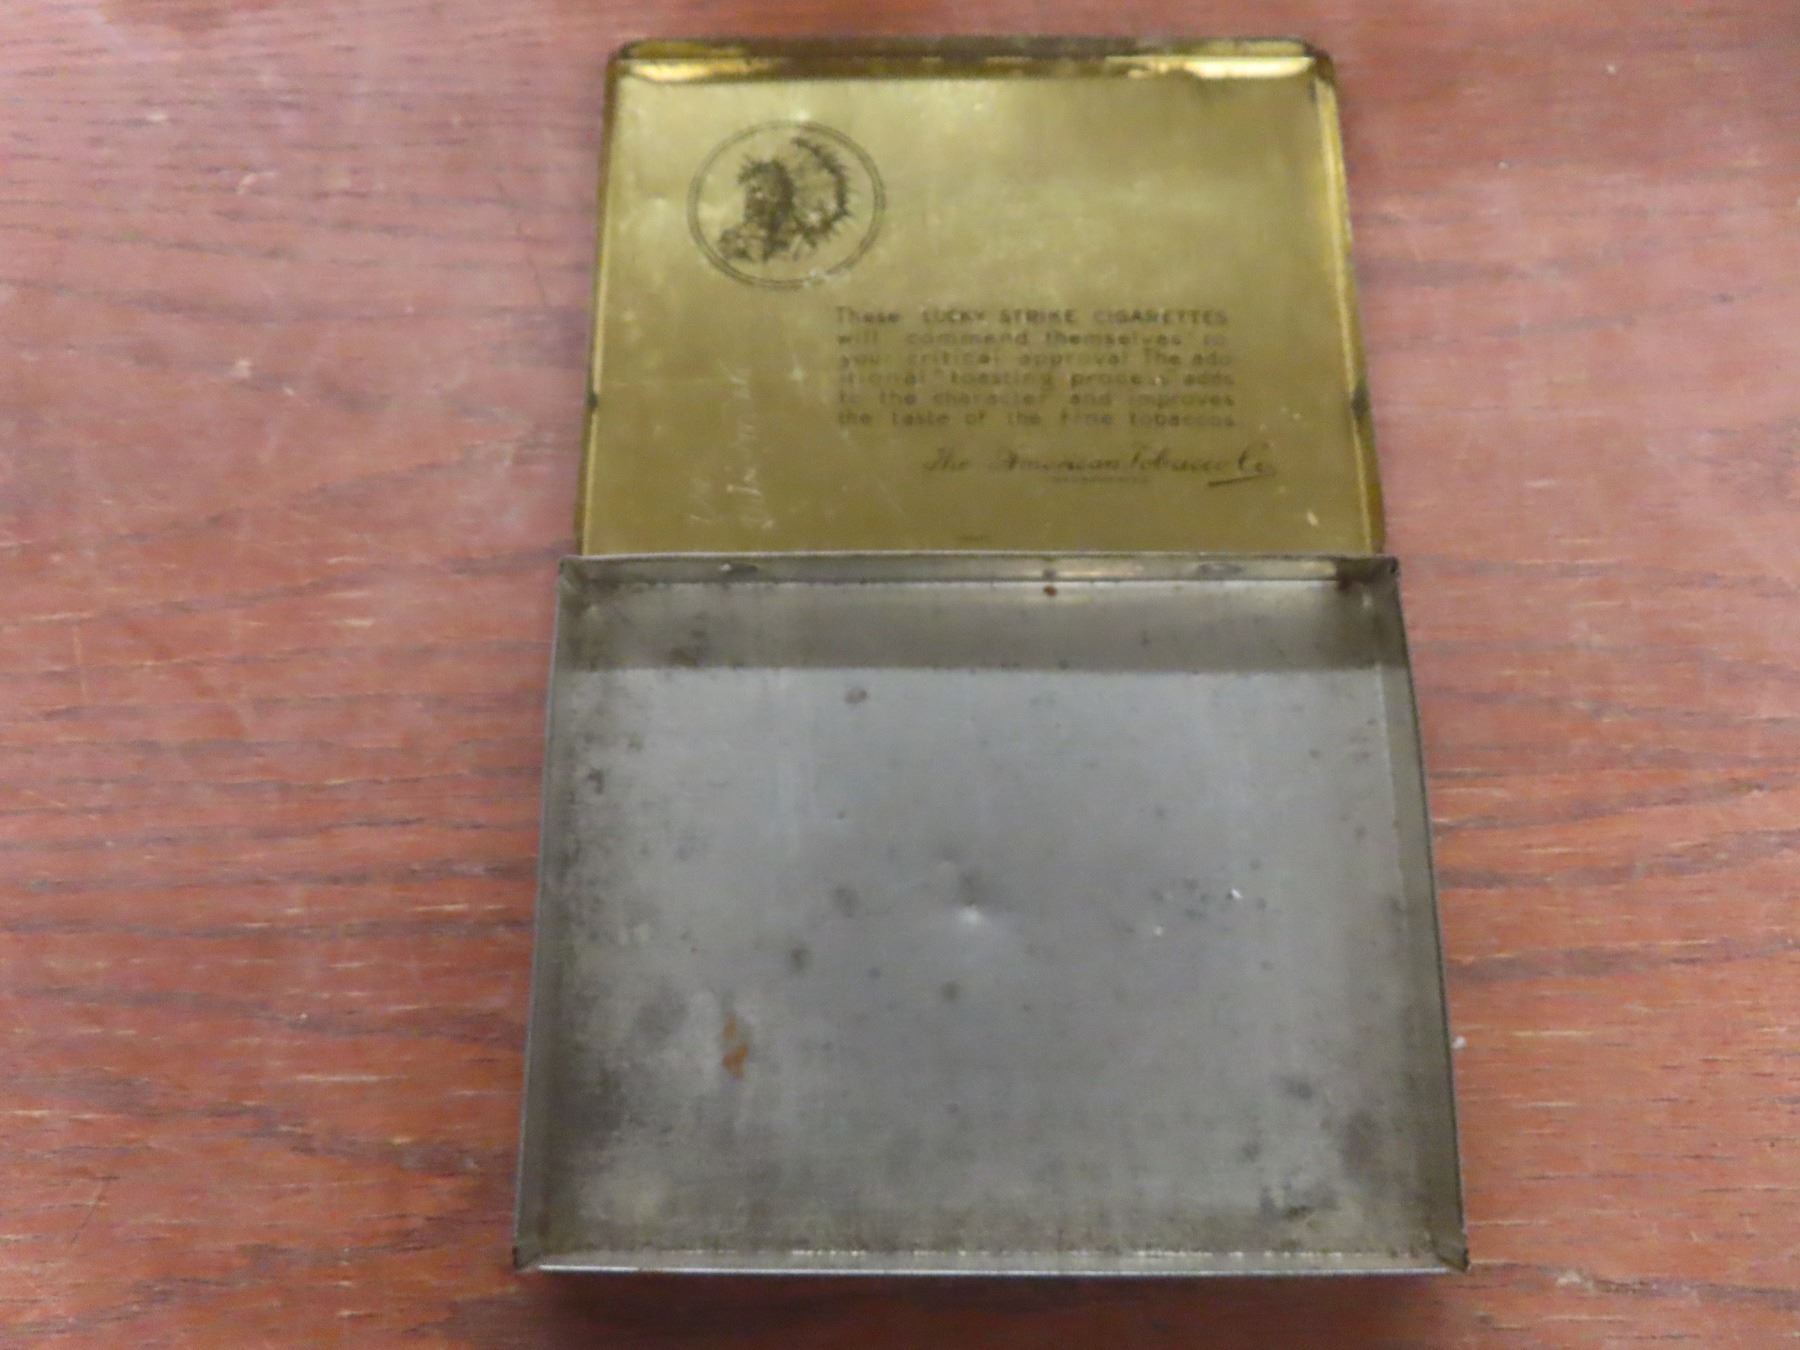 These LUCKY STRIKE CIGARETTES
will commend themselves to
your critical approval The add
itional "toasting" process adds
to the character and improves
the taste of the fine tobaccos.
The American Tobacco Co.